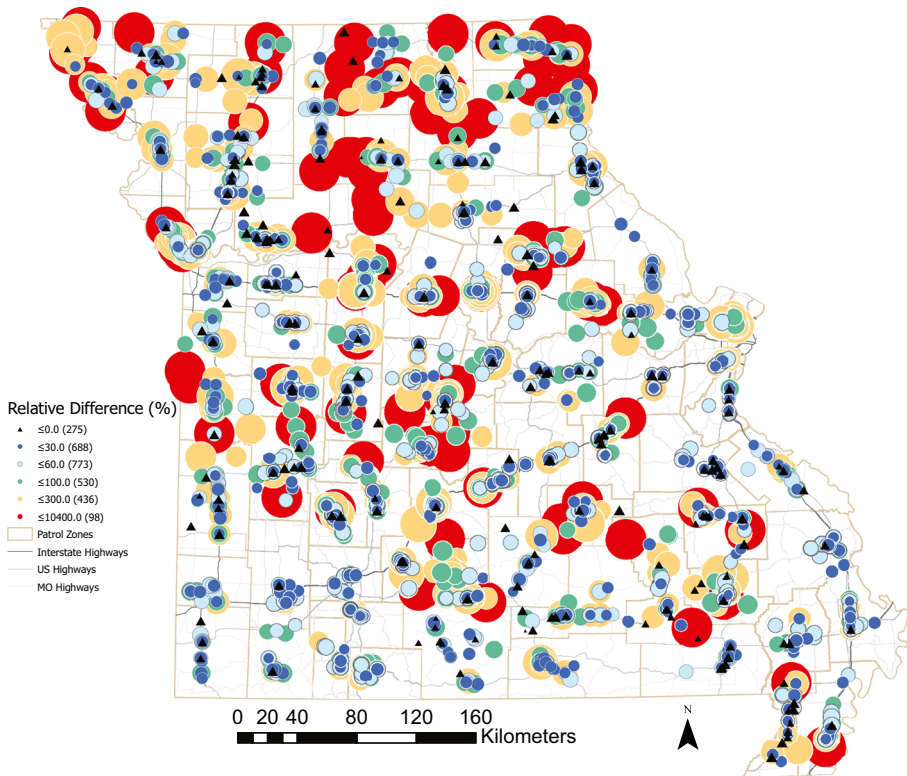 Relative Difference (%)
≤0.0 (275)
≤30.0 (688)
≤60.0 (773)
≤100.0 (530)
≤300.0 (436)
≤10400.0 (98)
Patrol Zones
Interstate Highways
US Highways
MO Highways
N
0 20 40 80 120 160
Kilometers